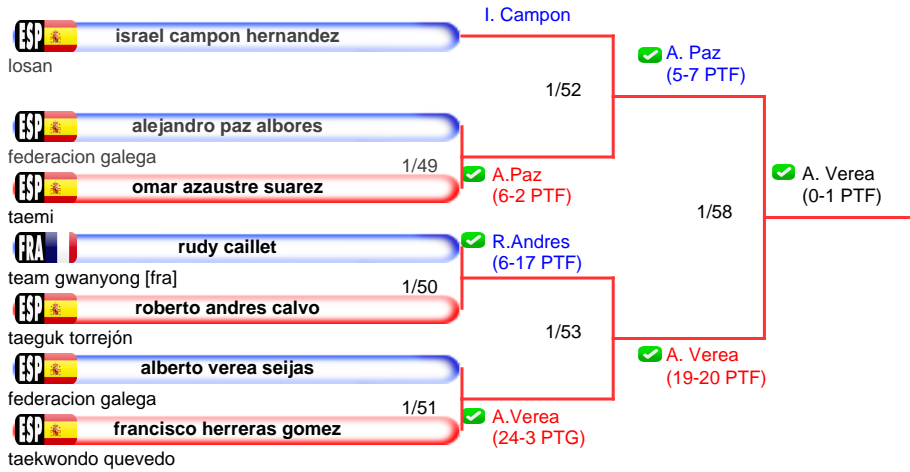 I. Campon
ESP israel campon hernandez
losan
A. Paz
(5-7 PTF)
1/52
ESP alejandro paz albores
federacion galega
1/49
A.Paz
(6-2 PTF)
ESP omar azaustre suarez
taemi
A. Verea
(0-1 PTF)
1/58
FRA rudy caillet
team gwanyong [fra]
R.Andres
(6-17 PTF)
1/50
ESP roberto andres calvo
taeguk torrejón
1/53
A. Verea
(19-20 PTF)
ESP alberto verea seijas
federacion galega
1/51
A.Verea
(24-3 PTG)
ESP francisco herreras gomez
taekwondo quevedo